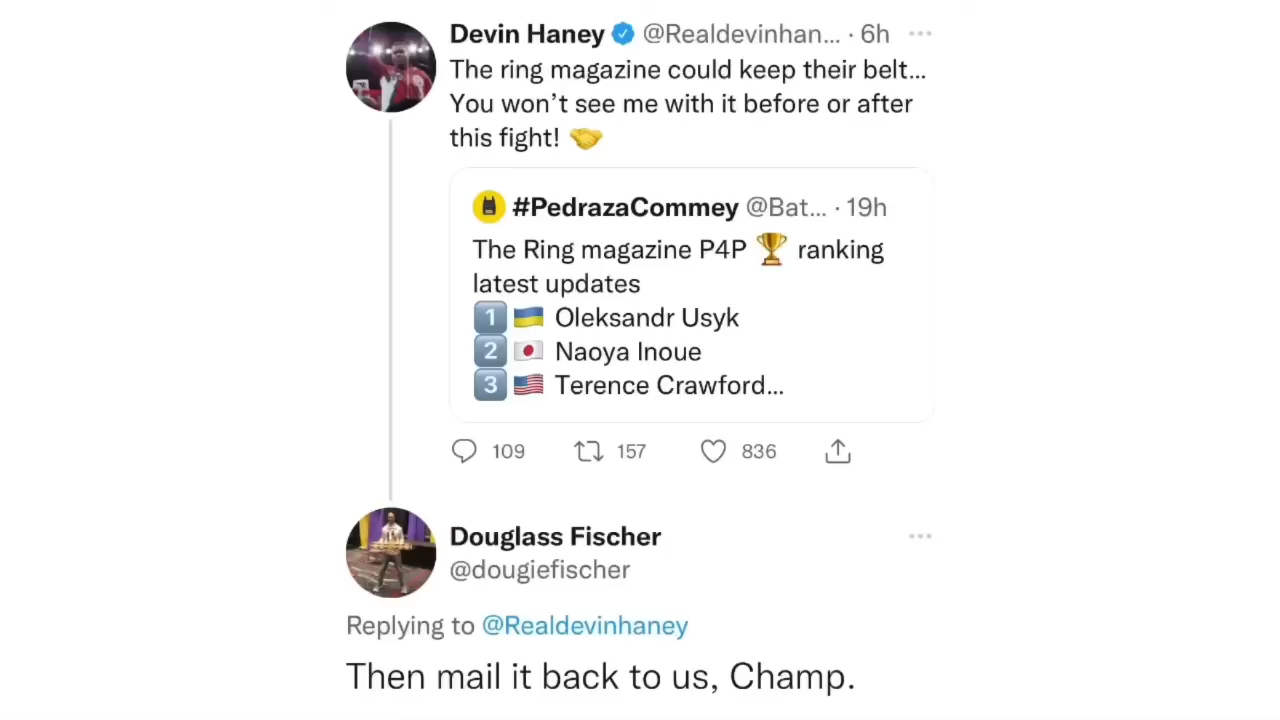 Devin Haney @Realdevinhan... · 6h
The ring magazine could keep their belt...
You won’t see me with it before or after
this fight! 🤝
#PedrazaCommey @Bat... · 19h
The Ring magazine P4P 🏆 ranking
latest updates
1️⃣🇺🇦 Oleksandr Usyk
2️⃣🇯🇵 Naoya Inoue
3️⃣🇺🇸 Terence Crawford...
109 157 836
Douglass Fischer
@dougiefischer
Replying to @Realdevinhaney
Then mail it back to us, Champ.